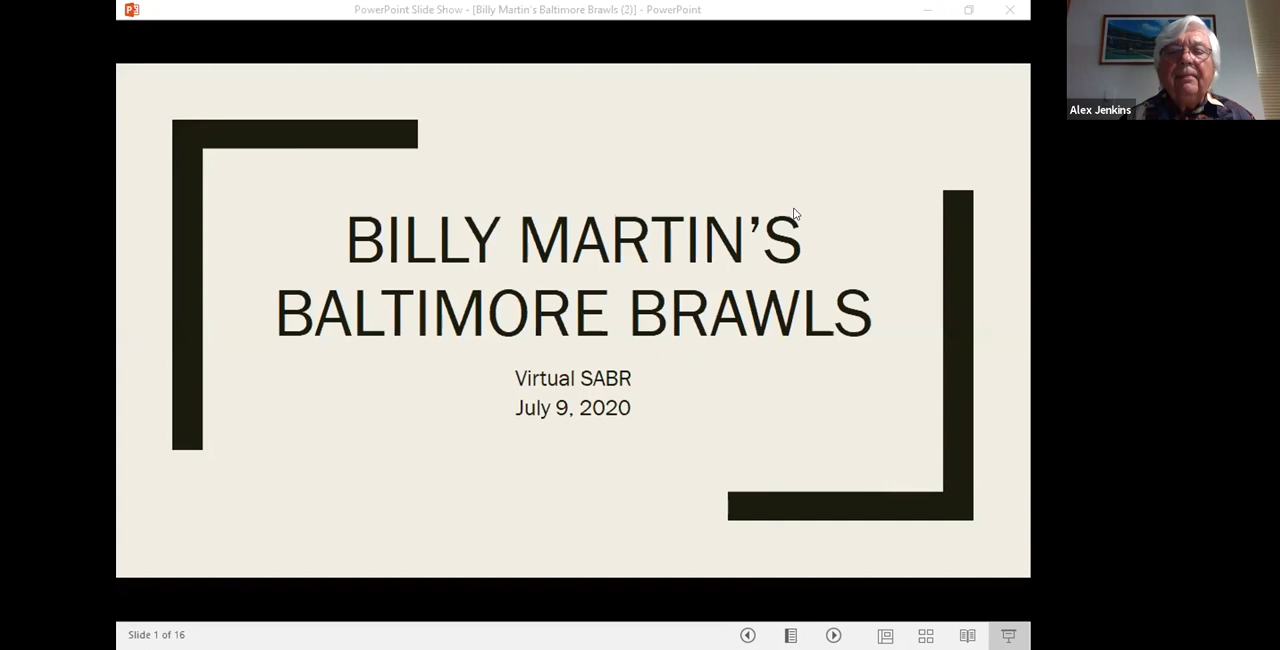 PowerPoint Slide Show - [Billy Martin's Baltimore Brawls (2)] - PowerPoint
Alex Jenkins
BILLY MARTIN’S
BALTIMORE BRAWLS
Virtual SABR
July 9, 2020
Slide 1 of 16